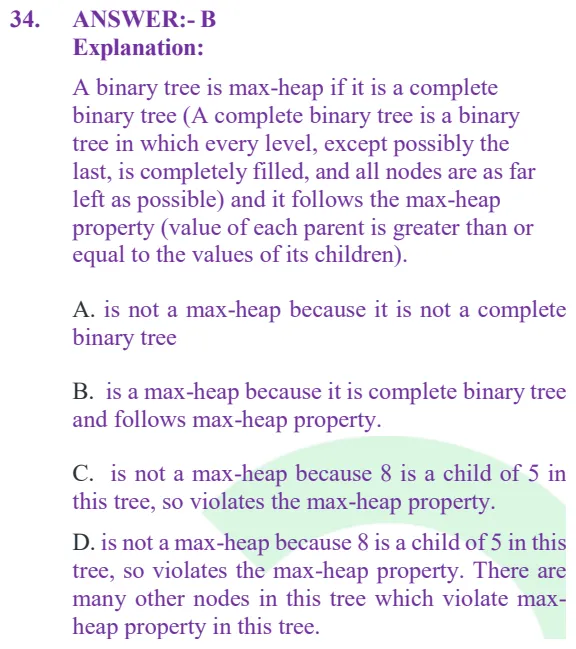 34. ANSWER:- B
Explanation:
A binary tree is max-heap if it is a complete
binary tree (A complete binary tree is a binary
tree in which every level, except possibly the
last, is completely filled, and all nodes are as far
left as possible) and it follows the max-heap
property (value of each parent is greater than or
equal to the values of its children).
A. is not a max-heap because it is not a complete
binary tree
B. is a max-heap because it is complete binary tree
and follows max-heap property.
C. is not a max-heap because 8 is a child of 5 in
this tree, so violates the max-heap property.
D. is not a max-heap because 8 is a child of 5 in this
tree, so violates the max-heap property. There are
many other nodes in this tree which violate max-
heap property in this tree.